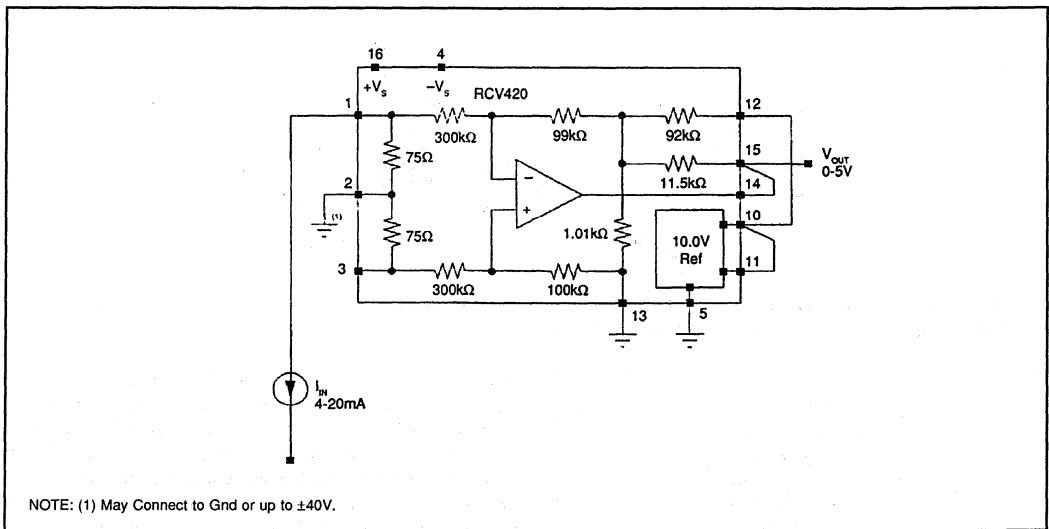 16
4
+Vs
−Vs
RCV420
1
12
300kΩ
99kΩ
92kΩ
75Ω
15
VOUT
0-5V
11.5kΩ
2
14
(1)
10
75Ω
1.01kΩ
10.0V
Ref
11
3
300kΩ
100kΩ
13
5
IIN
4-20mA
NOTE: (1) May Connect to Gnd or up to ±40V.